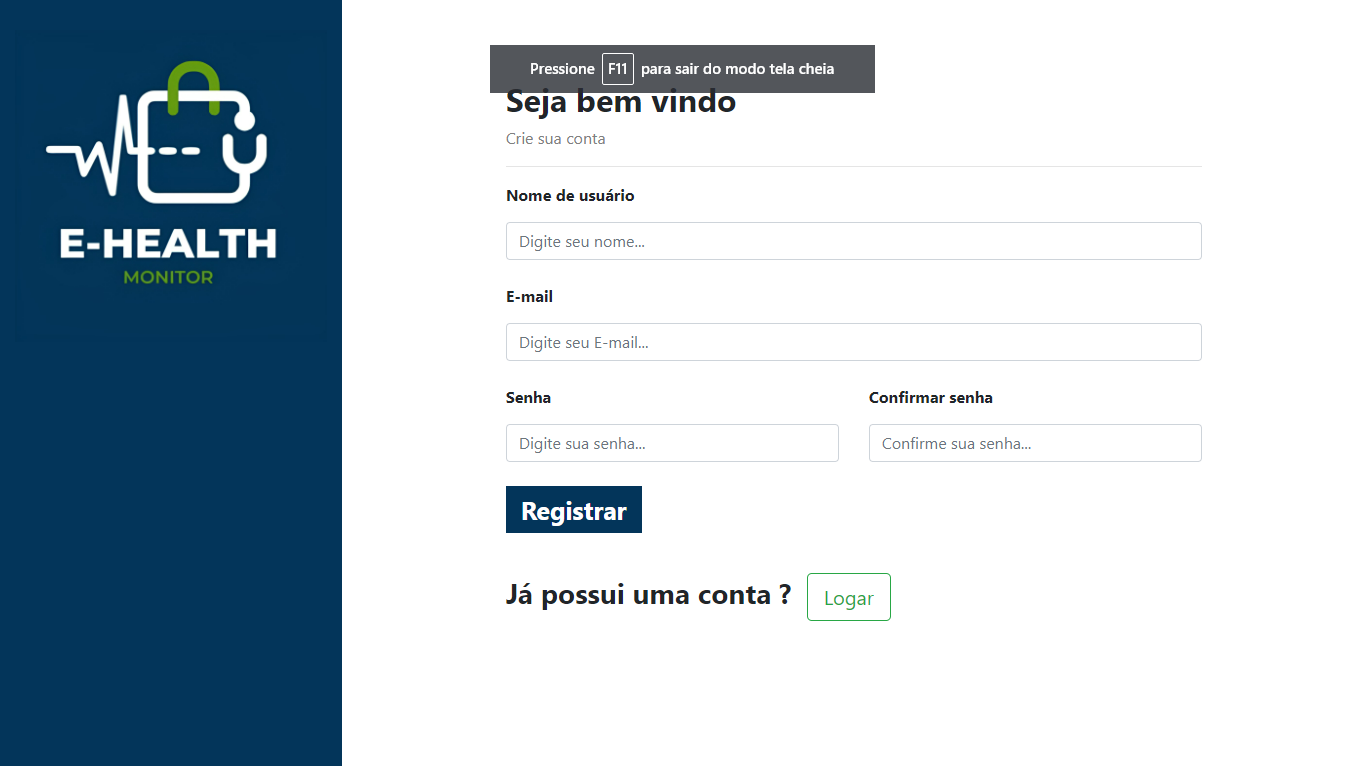 E-HEALTH
MONITOR
Pressione F11 para sair do modo tela cheia
Seja bem vindo
Crie sua conta
Nome de usuário
Digite seu nome...
E-mail
Digite seu E-mail...
Senha
Confirmar senha
Digite sua senha...
Confirme sua senha...
Registrar
Já possui uma conta ? Logar